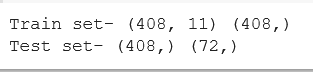 Train set- (408, 11) (408,)
Test set- (408,) (72,)